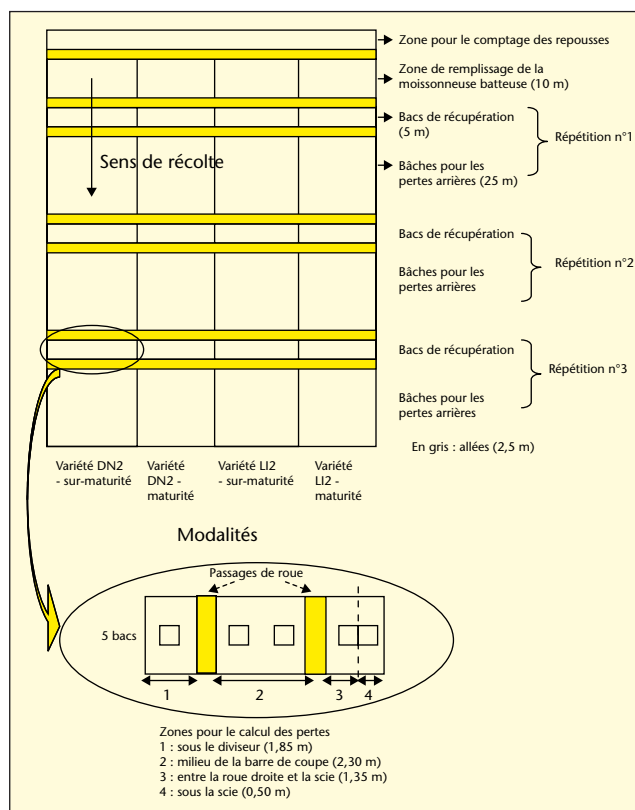 Zone pour le comptage des repousses
Zone de remplissage de la
moissonneuse batteuse (10 m)
Bacs de récupération
(5 m)
Répétition n°1
Sens de récolte
Bâches pour les
pertes arrières (25 m)
Bacs de récupération
Répétition n°2
Bâches pour les
pertes arrières
Bacs de récupération
Répétition n°3
Bâches pour les
pertes arrières
En gris : allées (2,5 m)
Variété DN2
- sur-maturité
Variété
DN2 -
maturité
Variété LI2
- sur-maturité
Variété
LI2 -
maturité
Modalités
Passages de roue
5 bacs
1
2
3
4
Zones pour le calcul des pertes
1 : sous le diviseur (1,85 m)
2 : milieu de la barre de coupe (2,30 m)
3 : entre la roue droite et la scie (1,35 m)
4 : sous la scie (0,50 m)